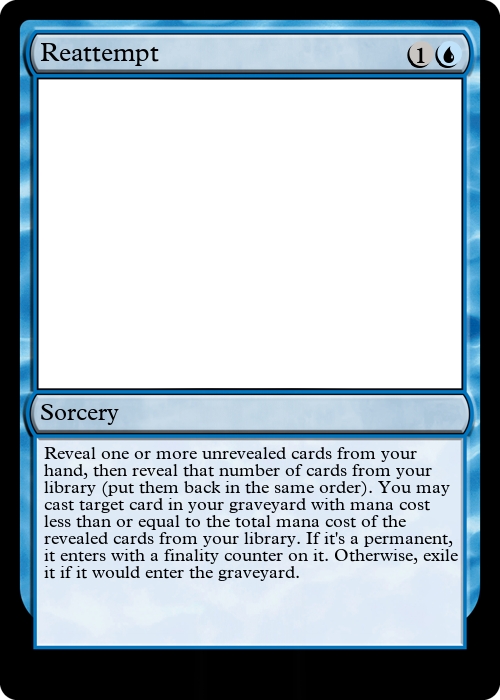 Reattempt 1
Sorcery
Reveal one or more unrevealed cards from your
hand, then reveal that number of cards from your
library (put them back in the same order). You may
cast target card in your graveyard with mana cost
less than or equal to the total mana cost of the
revealed cards from your library. If it's a permanent,
it enters with a finality counter on it. Otherwise, exile
it if it would enter the graveyard.